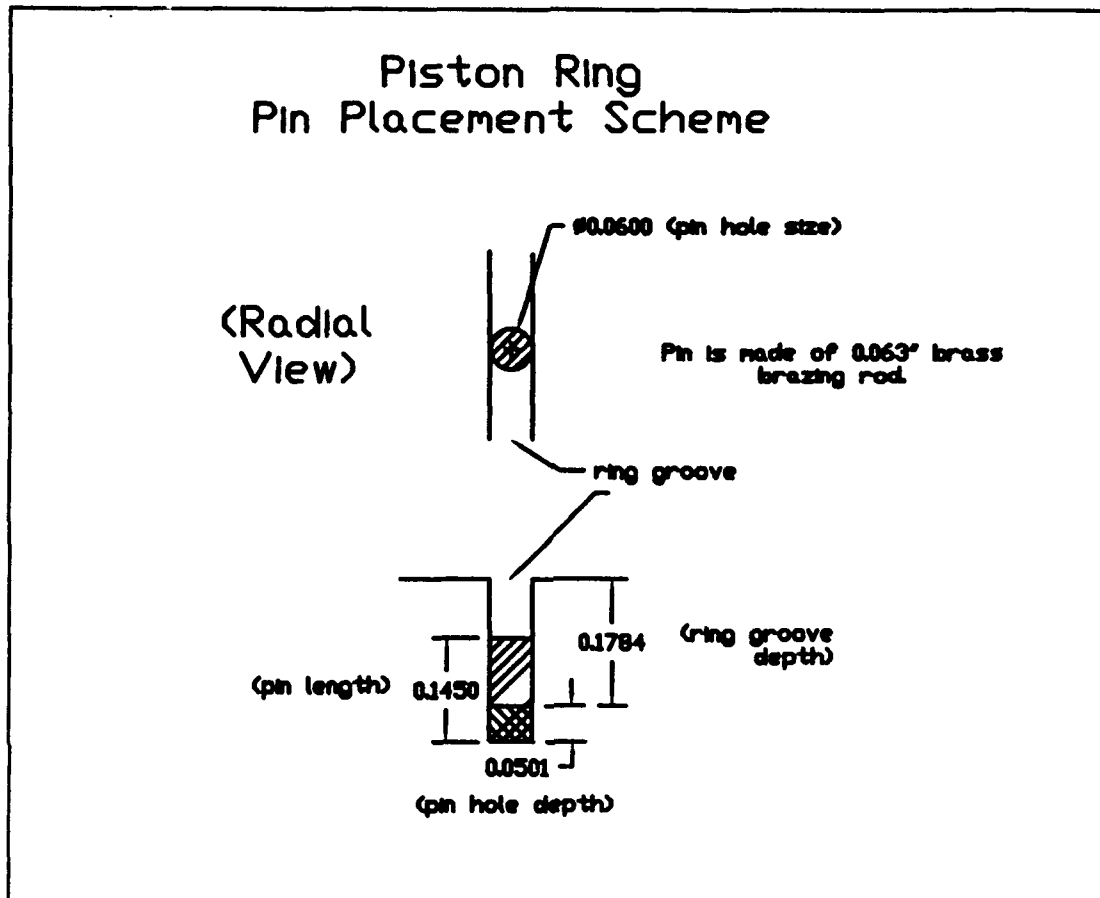 Piston Ring
Pin Placement Scheme
Ø0.0600 (pin hole size)
(Radial
View)
Pin is made of 0.063" brass
brazing rod.
ring groove
0.1784
(ring groove
depth)
(pin length)
0.1450
0.0501
(pin hole depth)